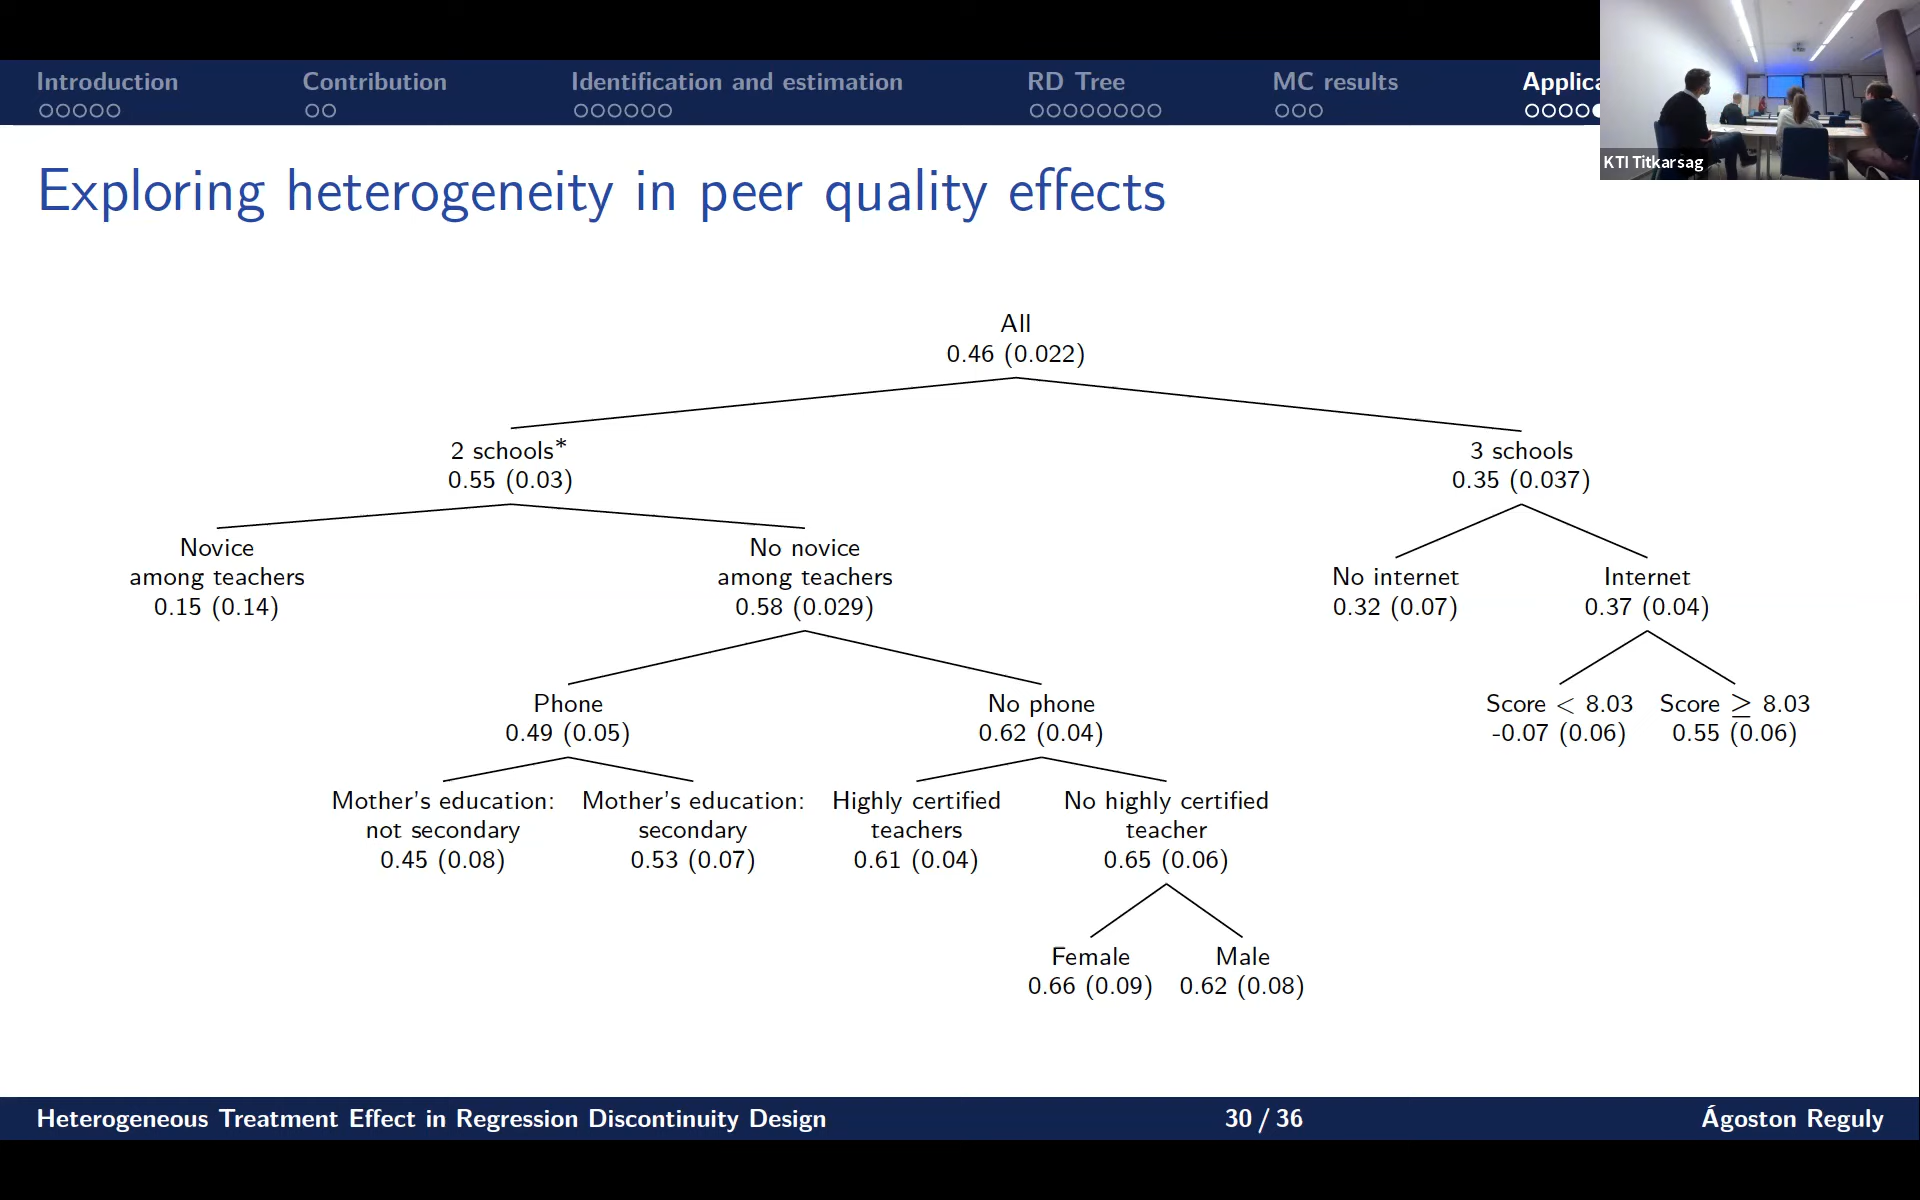 Introduction
Contribution
Identification and estimation
RD Tree
MC results
Applica
KTI Titkarsag
Exploring heterogeneity in peer quality effects
All
0.46 (0.022)
2 schools*
0.55 (0.03)
3 schools
0.35 (0.037)
Novice
among teachers
0.15 (0.14)
No novice
among teachers
0.58 (0.029)
No internet
0.32 (0.07)
Internet
0.37 (0.04)
Phone
0.49 (0.05)
No phone
0.62 (0.04)
Score < 8.03
-0.07 (0.06)
Score ≥ 8.03
0.55 (0.06)
Mother's education:
not secondary
0.45 (0.08)
Mother's education:
secondary
0.53 (0.07)
Highly certified
teachers
0.61 (0.04)
No highly certified
teacher
0.65 (0.06)
Female
0.66 (0.09)
Male
0.62 (0.08)
Heterogeneous Treatment Effect in Regression Discontinuity Design
30 / 36
Ágoston Reguly